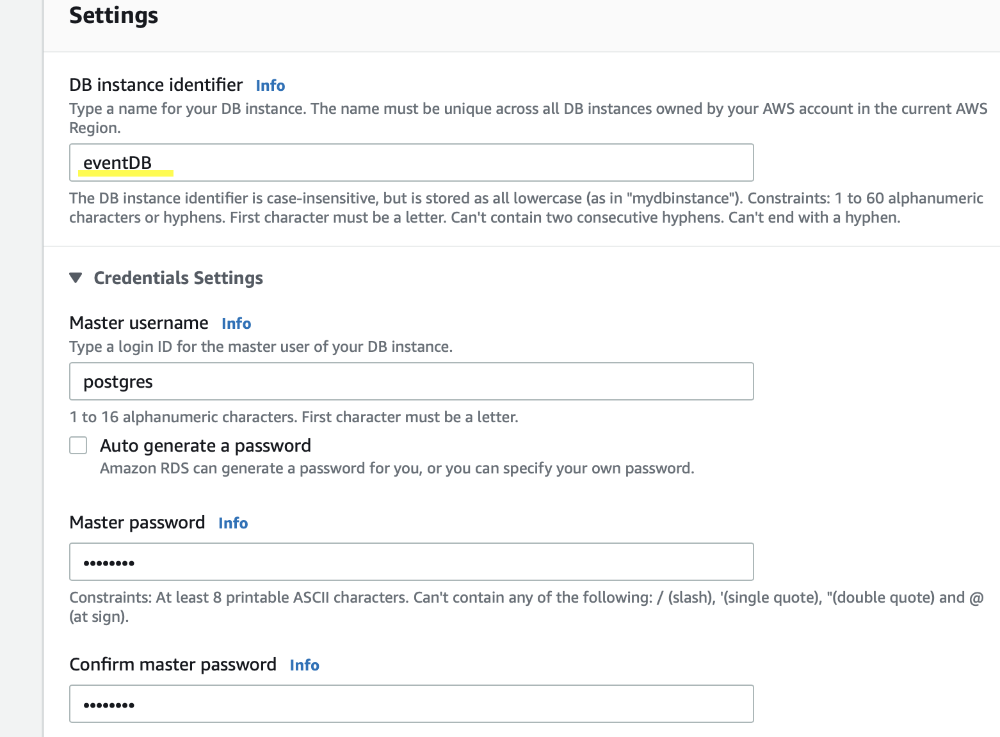 Settings
DB instance identifier Info
Type a name for your DB instance. The name must be unique across all DB instances owned by your AWS account in the current AWS
Region.
eventDB
The DB instance identifier is case-insensitive, but is stored as all lowercase (as in "mydbinstance"). Constraints: 1 to 60 alphanumeric
characters or hyphens. First character must be a letter. Can't contain two consecutive hyphens. Can't end with a hyphen.
Credentials Settings
Master username Info
Type a login ID for the master user of your DB instance.
postgres
1 to 16 alphanumeric characters. First character must be a letter.
Auto generate a password
Amazon RDS can generate a password for you, or you can specify your own password.
Master password Info
••••••••
Constraints: At least 8 printable ASCII characters. Can't contain any of the following: / (slash), '(single quote), "(double quote) and @
(at sign).
Confirm master password Info
••••••••